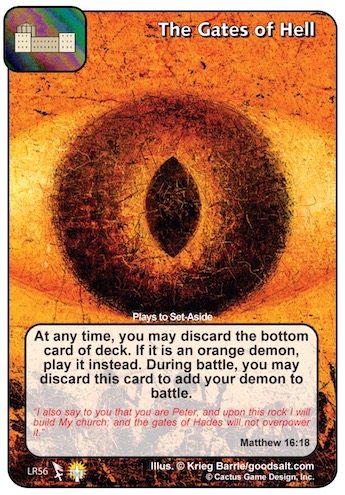 The Gates of Hell
Plays to Set-Aside
At any time, you may discard the bottom
card of deck. If it is an orange demon,
play it instead. During battle, you may
discard this card to add your demon to
battle.
"I also say to you that you are Peter, and upon this rock I will
build My church; and the gates of Hades will not overpower
it."
Matthew 16:18
LR56
Illus. © Krieg Barrie/goodsalt.com
© Cactus Game Design, Inc.